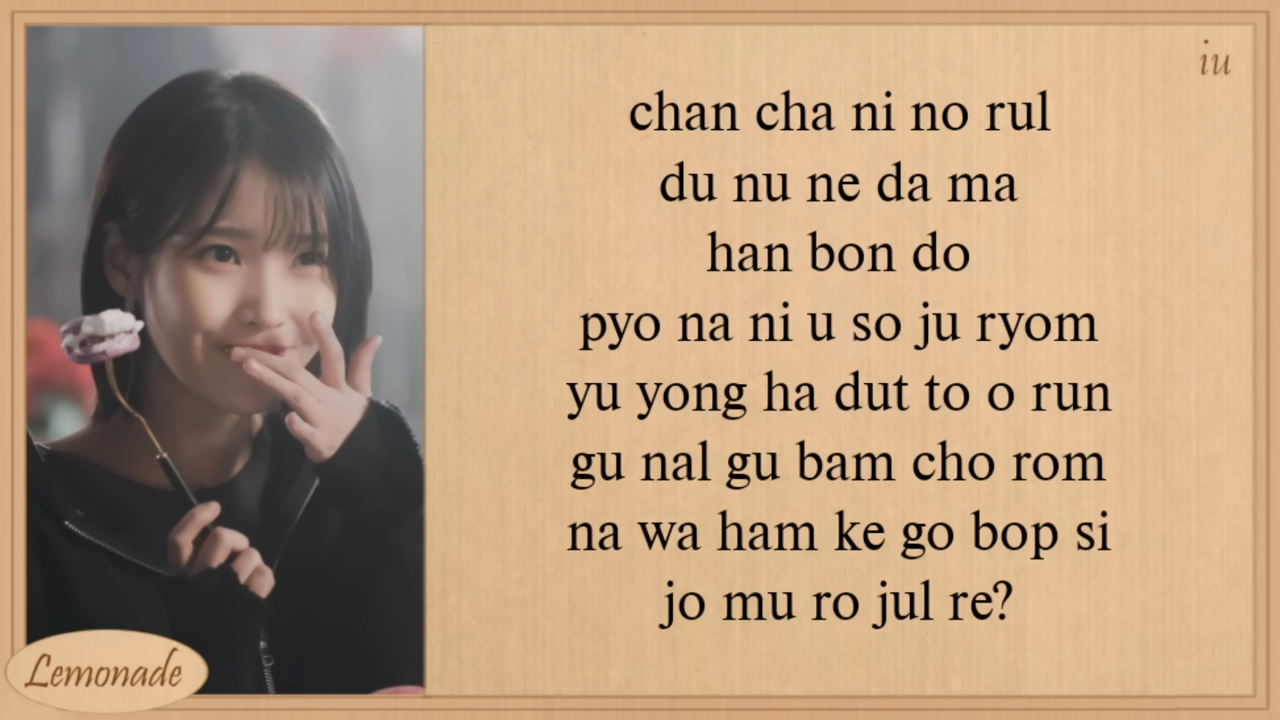 iu
chan cha ni no rul
du nu ne da ma
han bon do
pyo na ni u so ju ryom
yu yong ha dut to o run
gu nal gu bam cho rom
na wa ham ke go bop si
jo mu ro jul re?
Lemonade